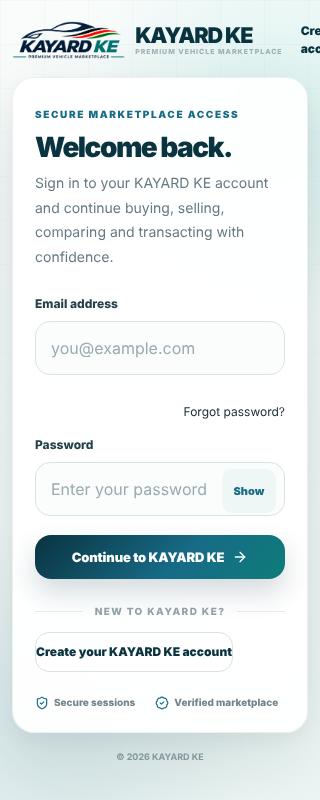 KAYARD KE
PREMIUM VEHICLE MARKETPLACE
KAYARD KE
PREMIUM VEHICLE MARKETPLACE
Cre
acc
SECURE MARKETPLACE ACCESS
Welcome back.
Sign in to your KAYARD KE account
and continue buying, selling,
comparing and transacting with
confidence.
Email address
you@example.com
Forgot password?
Password
Enter your password
Show
Continue to KAYARD KE →
NEW TO KAYARD KE?
Create your KAYARD KE account
Secure sessions
Verified marketplace
© 2026 KAYARD KE